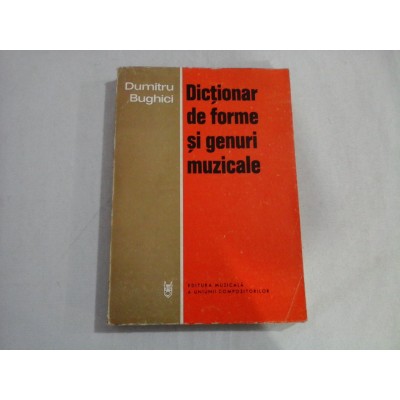 Dumitru
Bughici
Dicționar
de forme
și genuri
muzicale
EDITURA MUZICALĂ
A UNIUNII COMPOZITORILOR